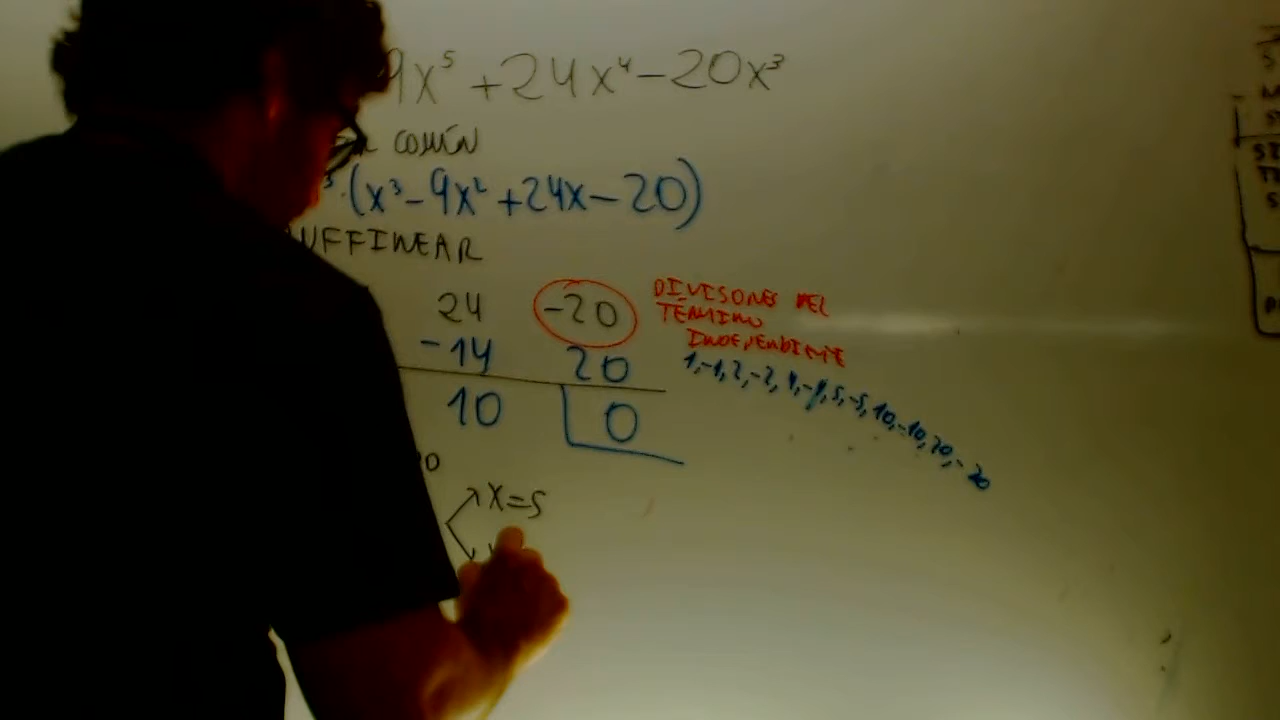 9x⁵ + 24x⁴ - 20x³
COMÚN
³·(x³ - 9x² + 24x - 20)
UFFINEAR
24 -20
-14 20
10 0
DIVISORES DEL
TÉRMINO
INDEPENDIENTE
1, -1, 2, -2, 4, -4, 5, -5, 10, -10, 20, -20
x = 5